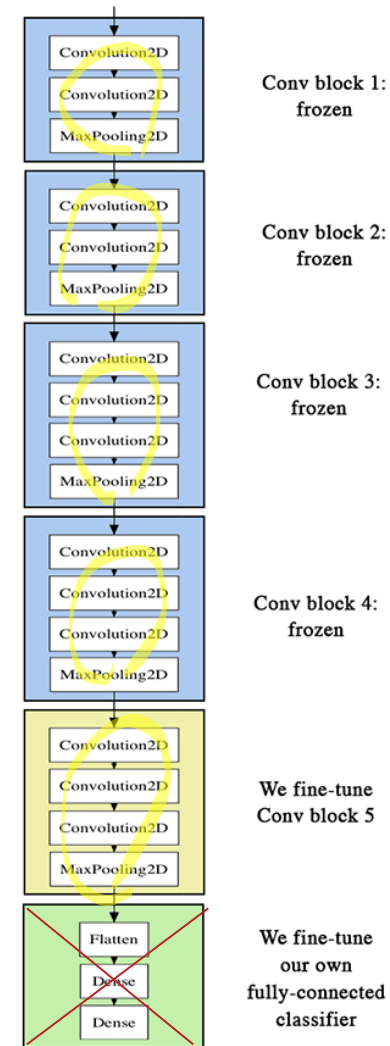 Convolution2D
Convolution2D
MaxPooling2D
Conv block 1:
frozen
Convolution2D
Convolution2D
MaxPooling2D
Conv block 2:
frozen
Convolution2D
Convolution2D
Convolution2D
MaxPooling2D
Conv block 3:
frozen
Convolution2D
Convolution2D
Convolution2D
MaxPooling2D
Conv block 4:
frozen
Convolution2D
Convolution2D
Convolution2D
MaxPooling2D
We fine-tune
Conv block 5
Flatten
Dense
Dense
We fine-tune
our own
fully-connected
classifier